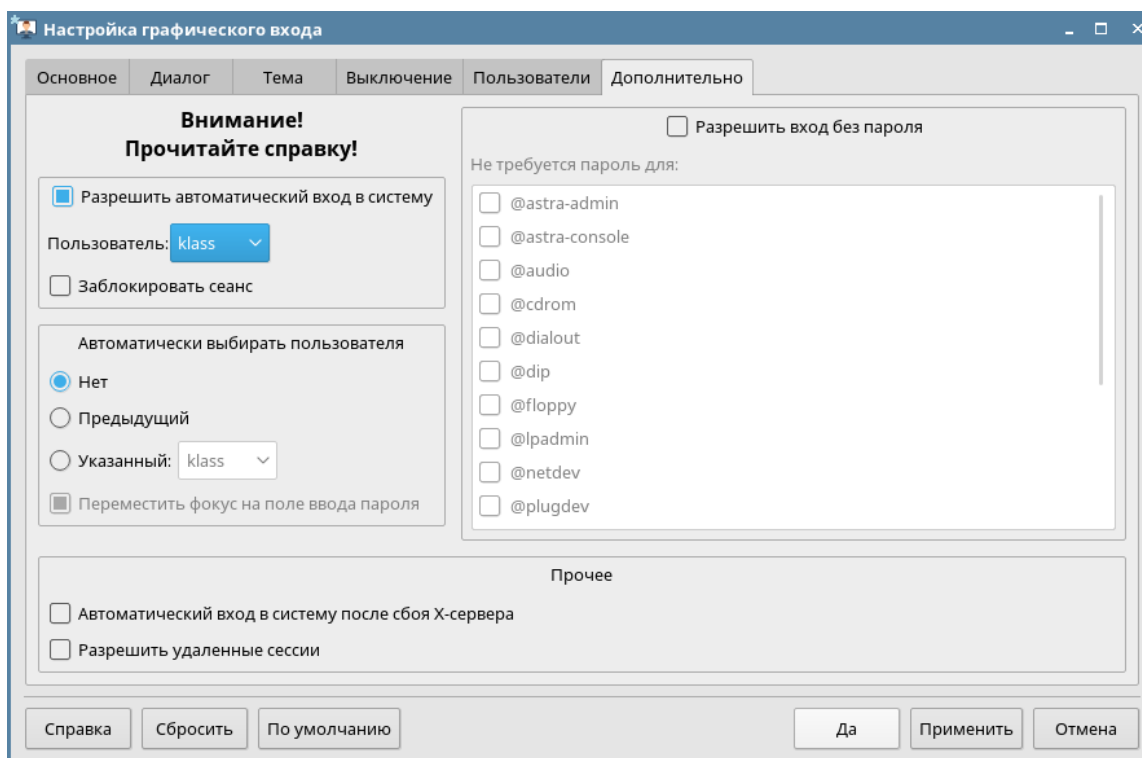 Настройка графического входа
Основное Диалог Тема Выключение Пользователи Дополнительно
Внимание!
Прочитайте справку!
Разрешить автоматический вход в систему
Пользователь: klass
Заблокировать сеанс
Автоматически выбирать пользователя
Нет
Предыдущий
Указанный: klass
Переместить фокус на поле ввода пароля
Разрешить вход без пароля
Не требуется пароль для:
@astra-admin
@astra-console
@audio
@cdrom
@dialout
@dip
@floppy
@lpadmin
@netdev
@plugdev
Прочее
Автоматический вход в систему после сбоя X-сервера
Разрешить удаленные сессии
Справка Сбросить По умолчанию Да Применить Отмена